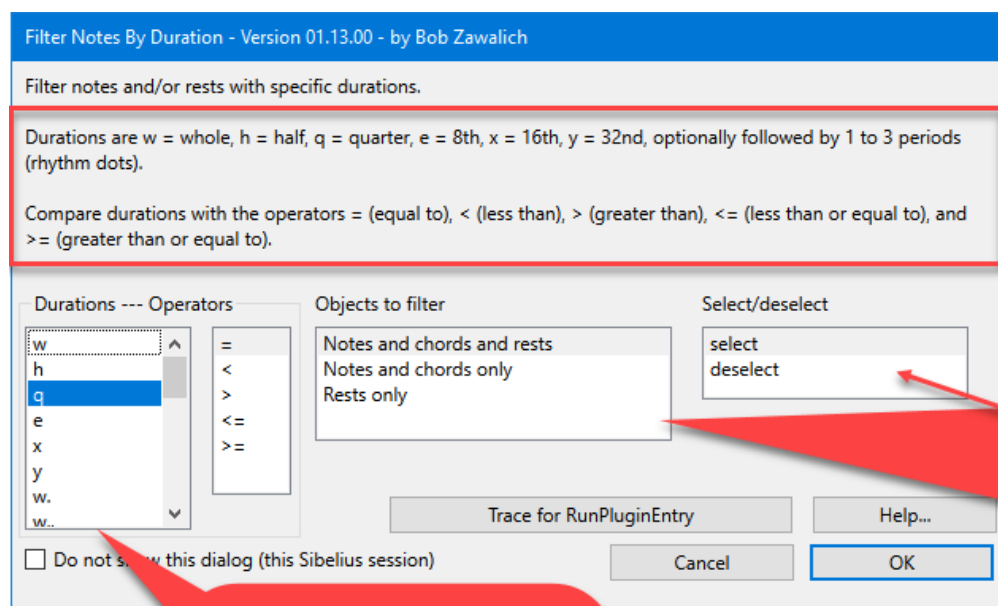 Filter Notes By Duration - Version 01.13.00 - by Bob Zawalich
Filter notes and/or rests with specific durations.
Durations are w = whole, h = half, q = quarter, e = 8th, x = 16th, y = 32nd, optionally followed by 1 to 3 periods
(rhythm dots).
Compare durations with the operators = (equal to), < (less than), > (greater than), <= (less than or equal to), and
>= (greater than or equal to).
Durations --- Operators
Objects to filter
Select/deselect
w
h
q
e
x
y
w.
w..
=
<
>
<=
>=
Notes and chords and rests
Notes and chords only
Rests only
select
deselect
Trace for RunPluginEntry
Help...
Do not this dialog (this Sibelius session)
Cancel
OK